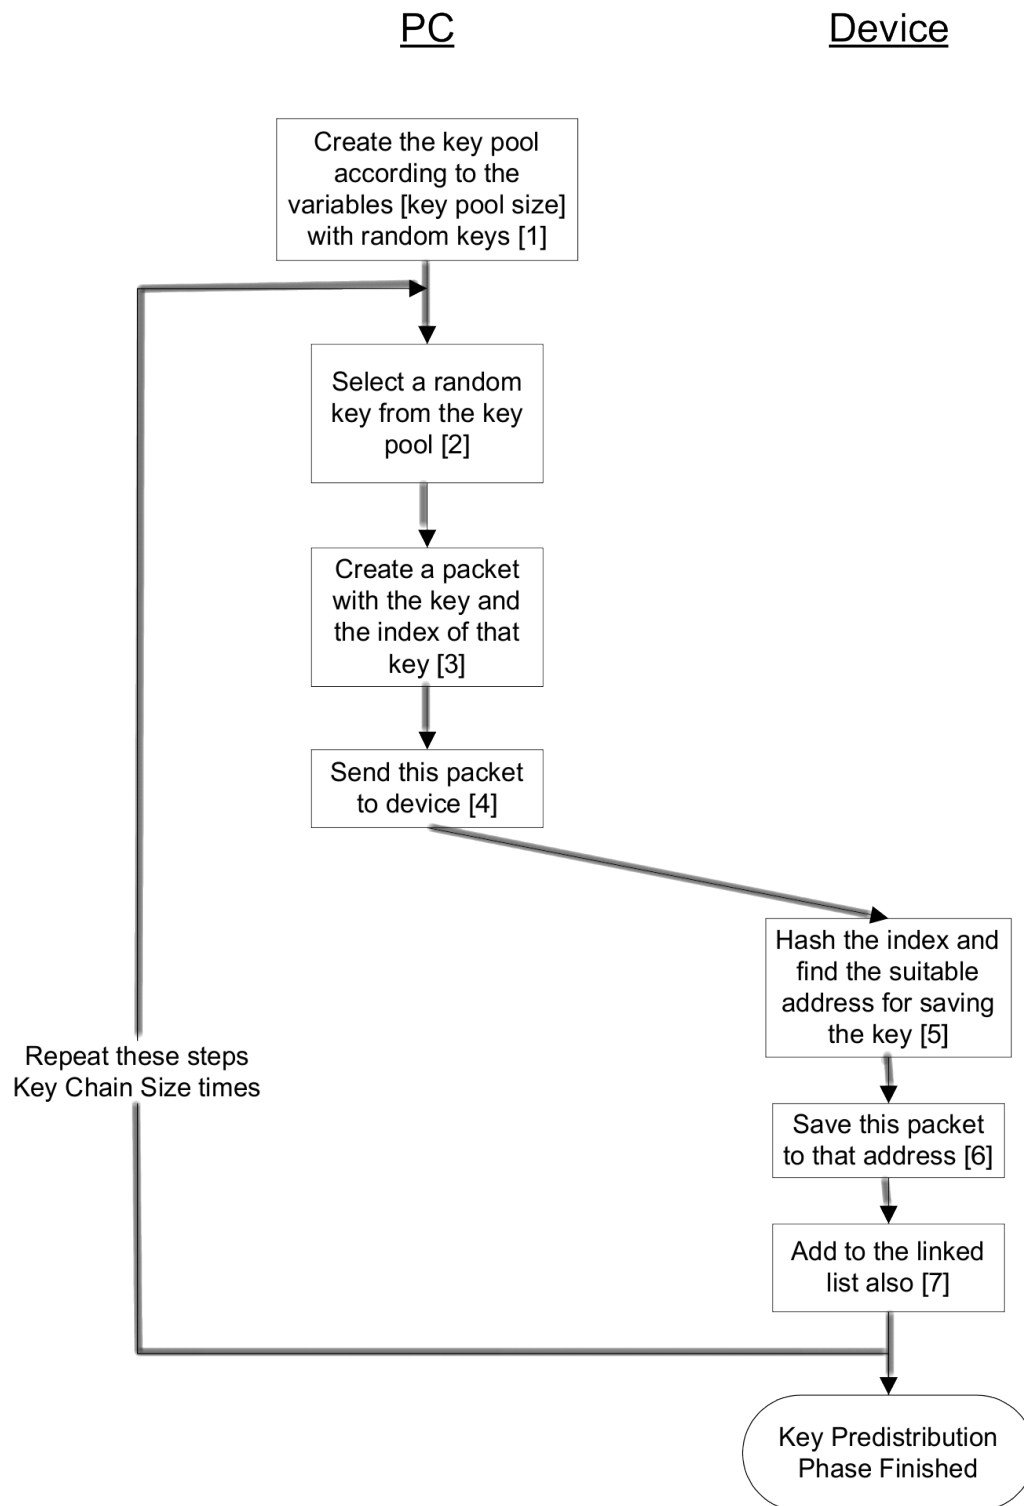 PC
Device
Create the key pool
according to the
variables [key pool size]
with random keys [1]
Select a random
key from the key
pool [2]
Create a packet
with the key and
the index of that
key [3]
Send this packet
to device [4]
Hash the index and
find the suitable
address for saving
the key [5]
Repeat these steps
Key Chain Size times
Save this packet
to that address [6]
Add to the linked
list also [7]
Key Predistribution
Phase Finished